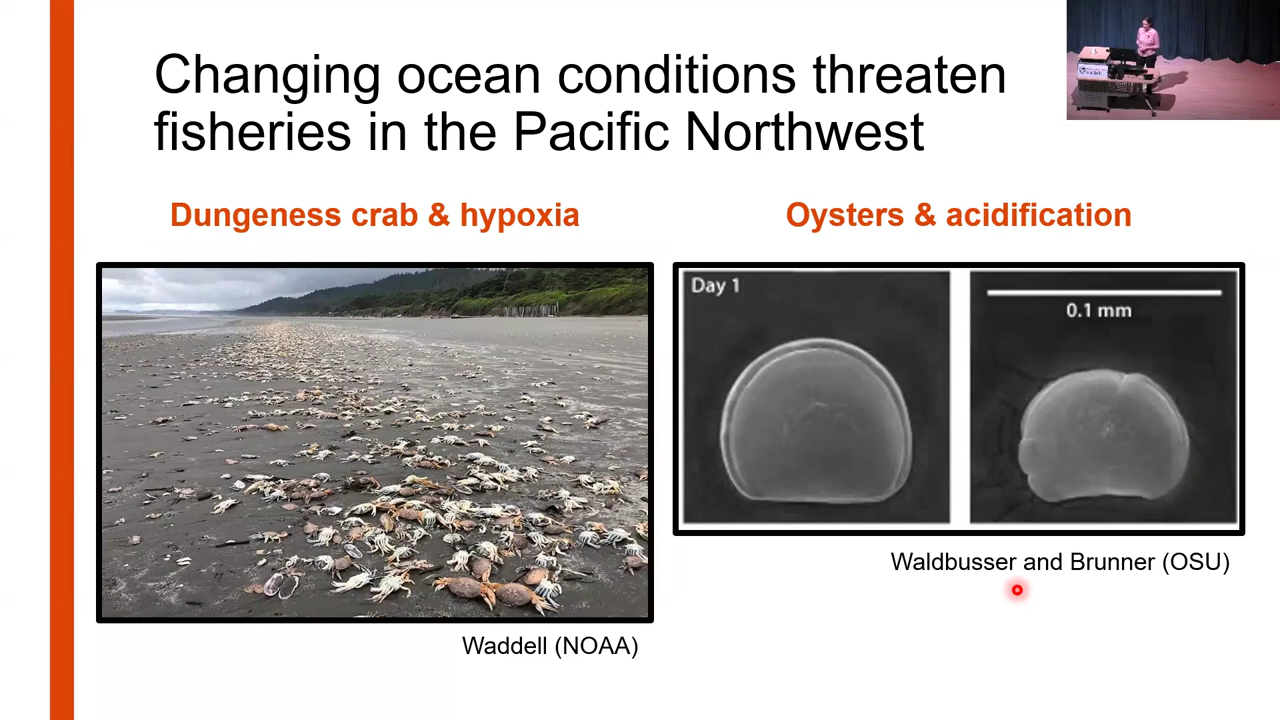 Changing ocean conditions threaten
fisheries in the Pacific Northwest
Dungeness crab & hypoxia
Oysters & acidification
Day 1
0.1 mm
Waldbusser and Brunner (OSU)
Waddell (NOAA)